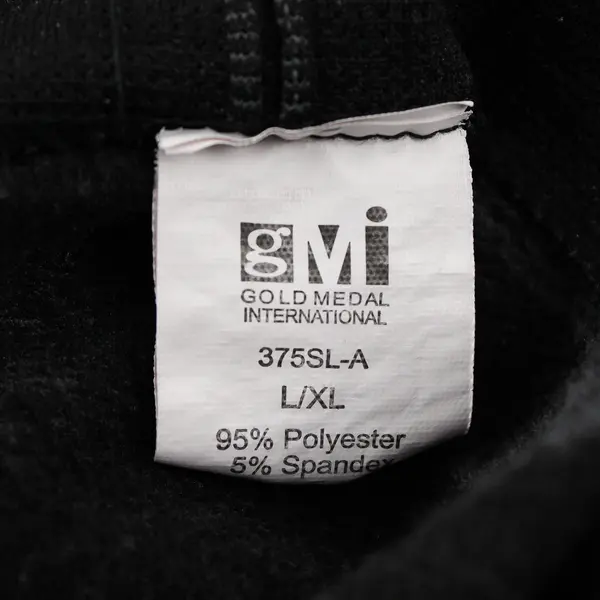 gMi
GOLD MEDAL
INTERNATIONAL
375SL-A
L/XL
95% Polyester
5% Spandex